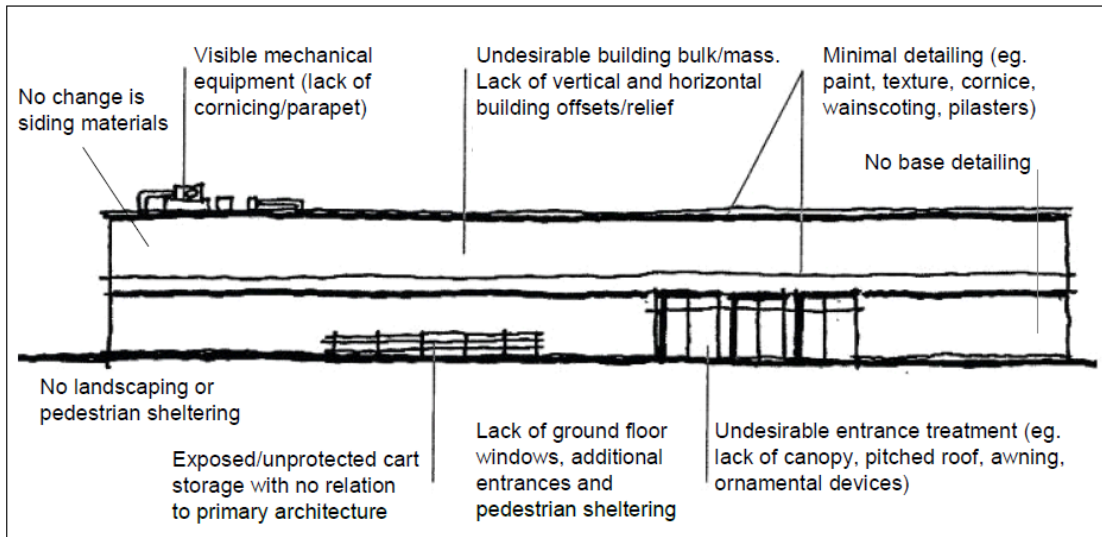 Visible mechanical
equipment (lack of
cornicing/parapet)
Undesirable building bulk/mass.
Lack of vertical and horizontal
building offsets/relief
Minimal detailing (eg.
paint, texture, cornice,
wainscoting, pilasters)
No change is
siding materials
No base detailing
No landscaping or
pedestrian sheltering
Exposed/unprotected cart
storage with no relation
to primary architecture
Lack of ground floor
windows, additional
entrances and
pedestrian sheltering
Undesirable entrance treatment (eg.
lack of canopy, pitched roof, awning,
ornamental devices)